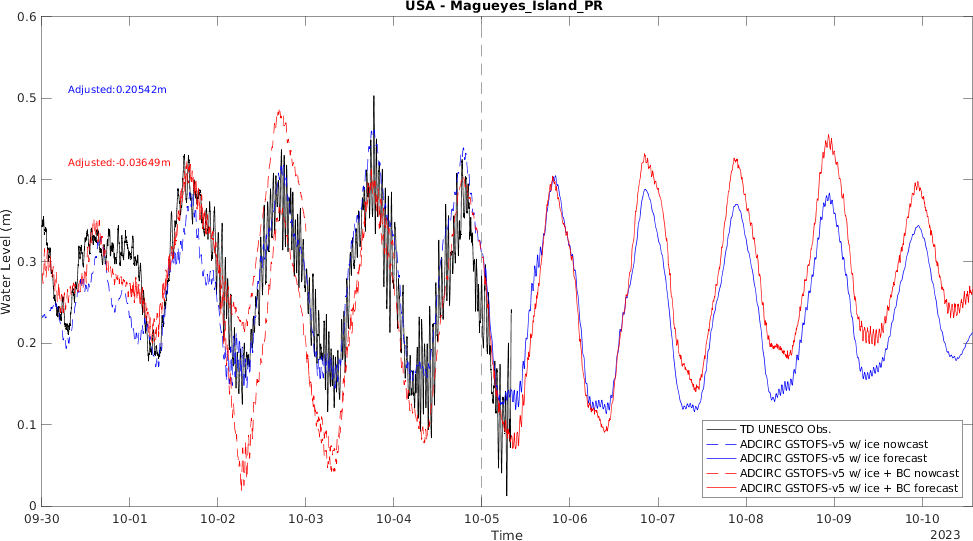 USA - Magueyes_Island_PR
0.6
0.5
0.4
0.3
0.2
0.1
0
Water Level (m)
Adjusted:0.20542m
Adjusted:-0.03649m
TD UNESCO Obs.
ADCIRC GSTOFS-v5 w/ ice nowcast
ADCIRC GSTOFS-v5 w/ ice forecast
ADCIRC GSTOFS-v5 w/ ice + BC nowcast
ADCIRC GSTOFS-v5 w/ ice + BC forecast
09-30 10-01 10-02 10-03 10-04 10-05 10-06 10-07 10-08 10-09 10-10
Time
2023